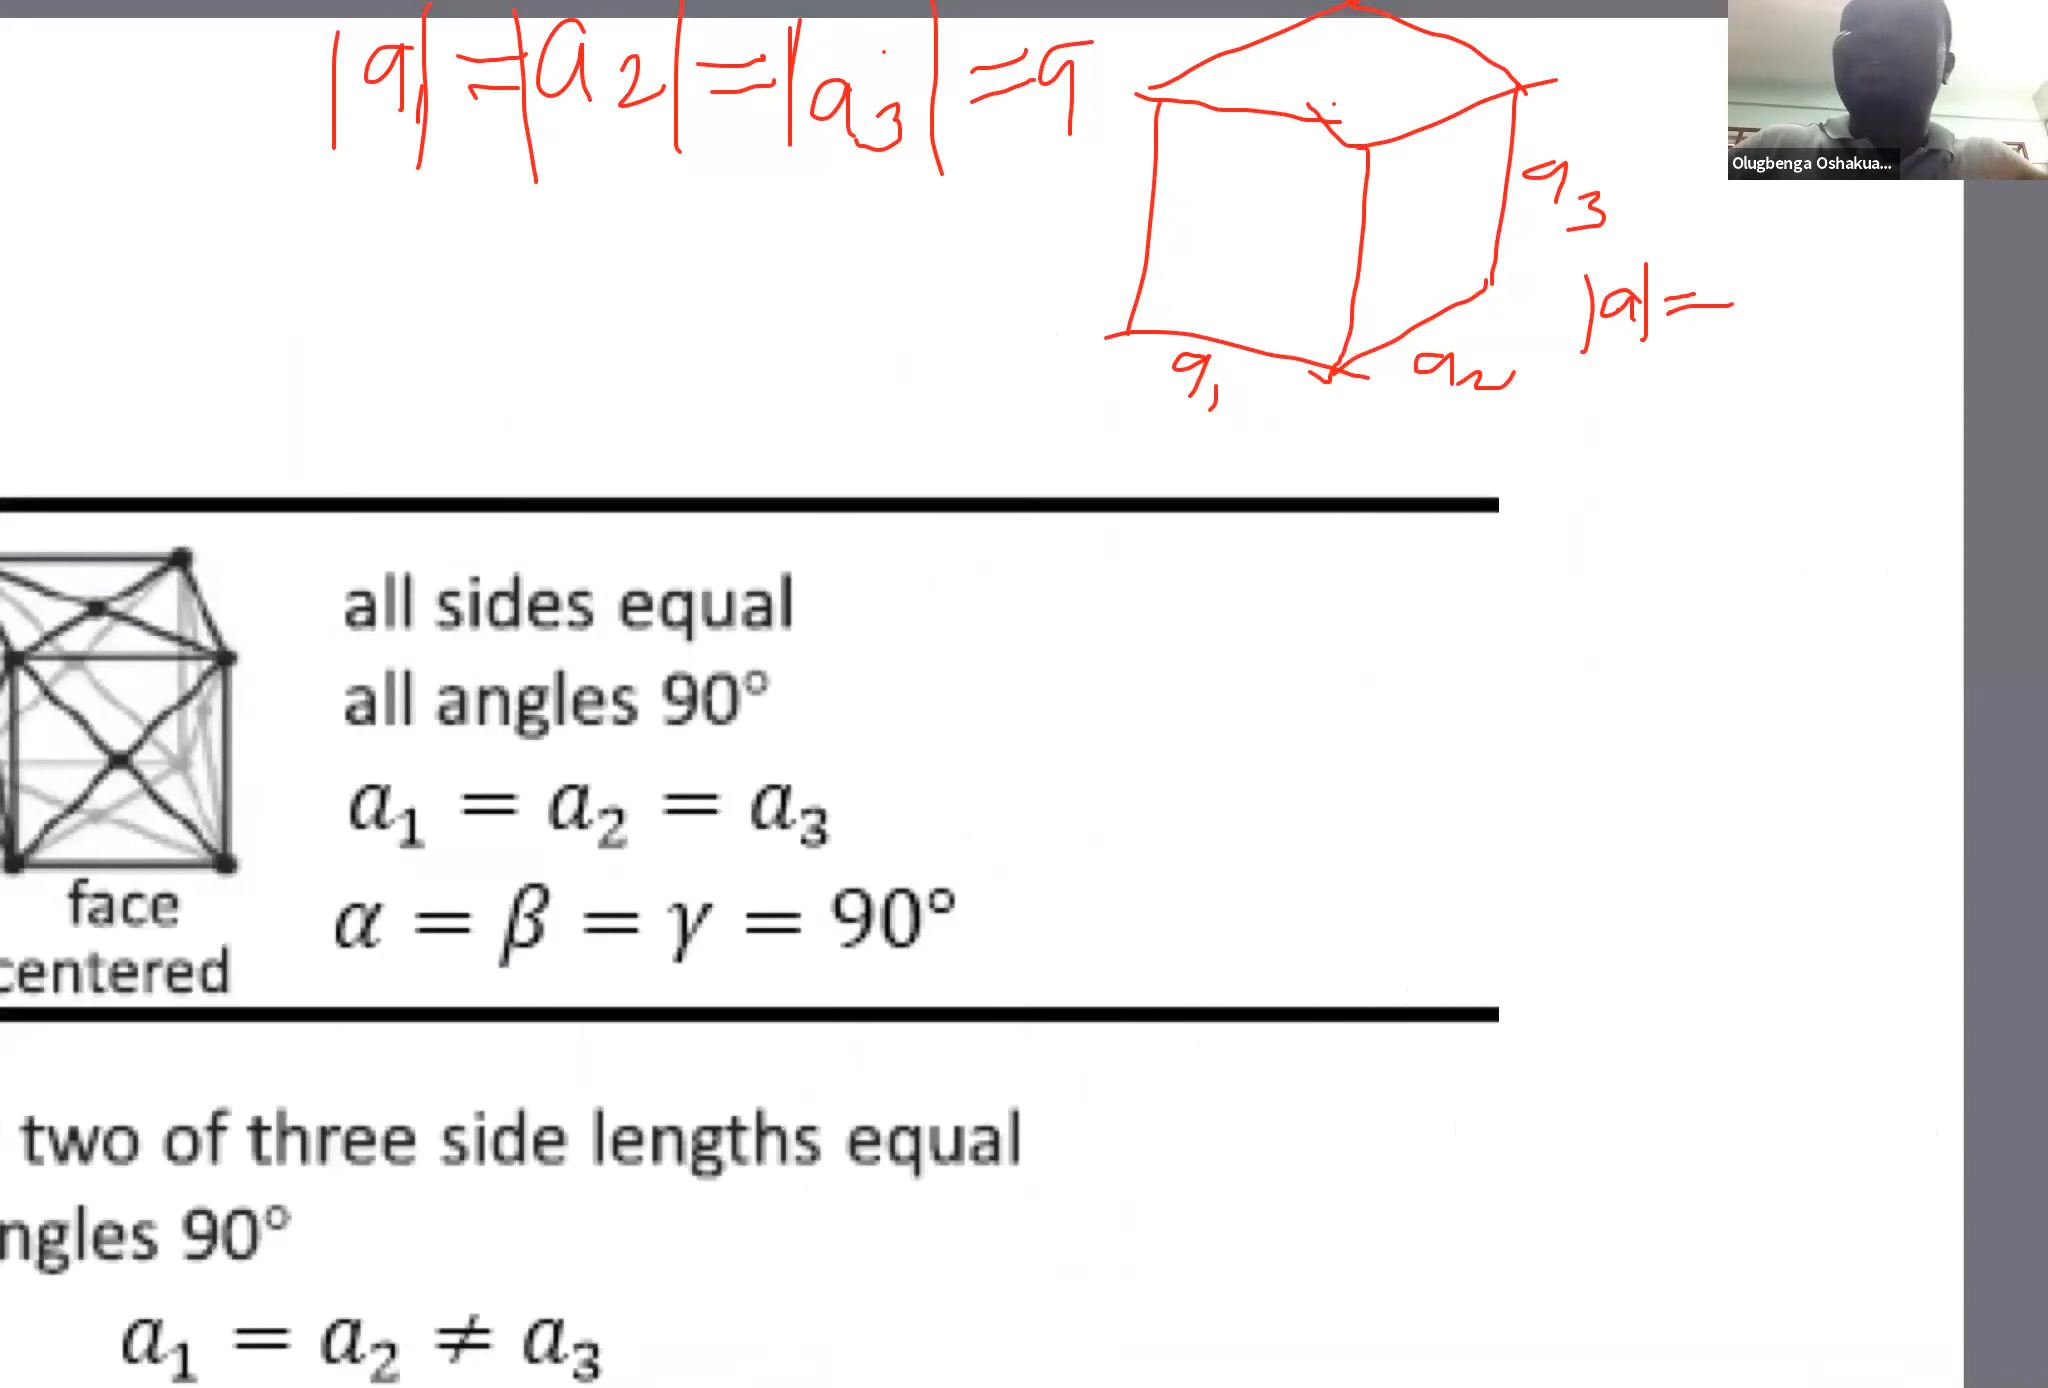 |a₁| = |a₂| = |a₃| = a
Olugbenga Oshakua...
a₃
|a| =
a₁
a₂
all sides equal
all angles 90°
a₁ = a₂ = a₃
α = β = γ = 90°
face
centered
two of three side lengths equal
ngles 90°
a₁ = a₂ ≠ a₃